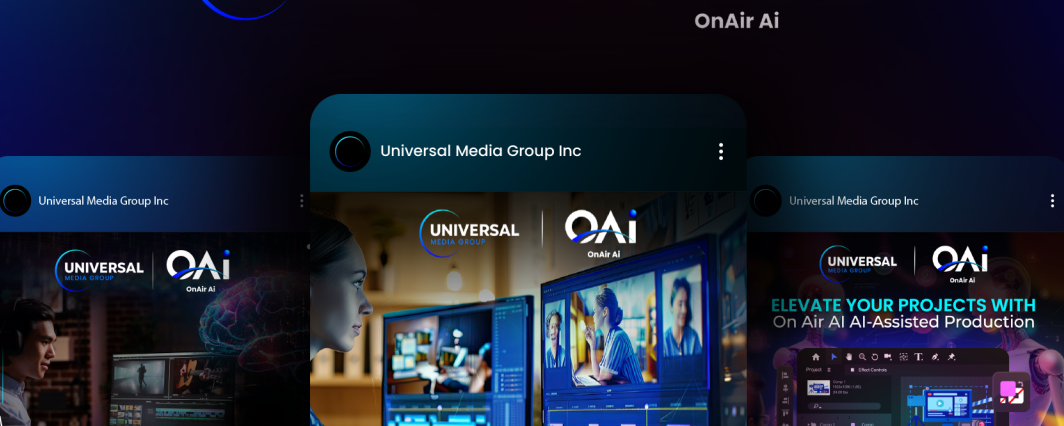 OnAir Ai
Universal Media Group Inc
UNIVERSAL
MEDIA GROUP
OAi
OnAir Ai
Universal Media Group Inc
UNIVERSAL
MEDIA GROUP
OAi
OnAir Ai
Universal Media Group Inc
UNIVERSAL
MEDIA GROUP
OAi
OnAir Ai
ELEVATE YOUR PROJECTS WITH
On Air AI AI-Assisted Production
Project
Effect Controls